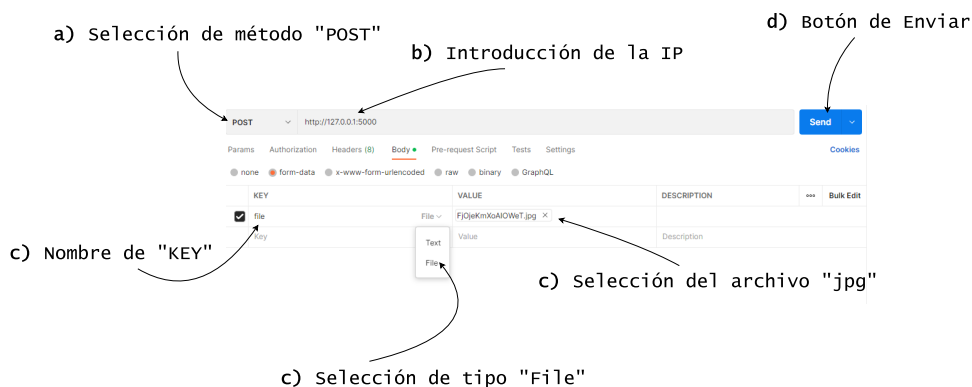 d) Botón de Enviar
a) Selección de método "POST"
b) Introducción de la IP
POST http://127.0.0.1:5000 Send
Params Authorization Headers (8) Body Pre-request Script Tests Settings Cookies
none form-data x-www-form-urlencoded raw binary GraphQL
KEY VALUE DESCRIPTION ooo Bulk Edit
file File FjOjeKmXoAIOWeT.jpg ×
Key Value Description
Text
File
c) Nombre de "KEY"
c) Selección del archivo "jpg"
c) Selección de tipo "File"